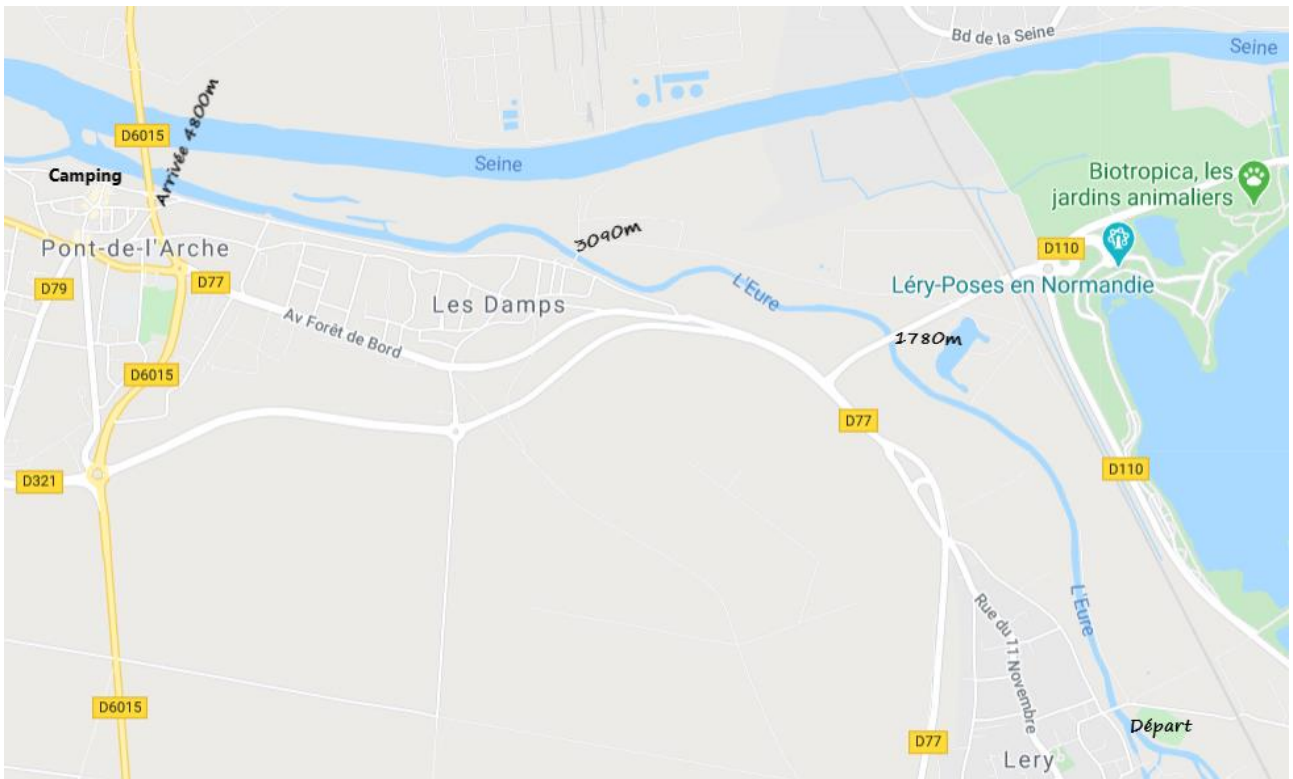 Bd de la Seine
Seine
D6015
Arrivée 4800m
Seine
Camping
Biotropica, les
jardins animaliers
3090m
Pont-de-l'Arche
D110
D79
D77
L'Eure
Léry-Poses en Normandie
Les Damps
Av Forêt de Bord
1780m
D6015
D77
D321
D110
L'Eure
Rue du 11 Novembre
D6015
Départ
D77
Lery